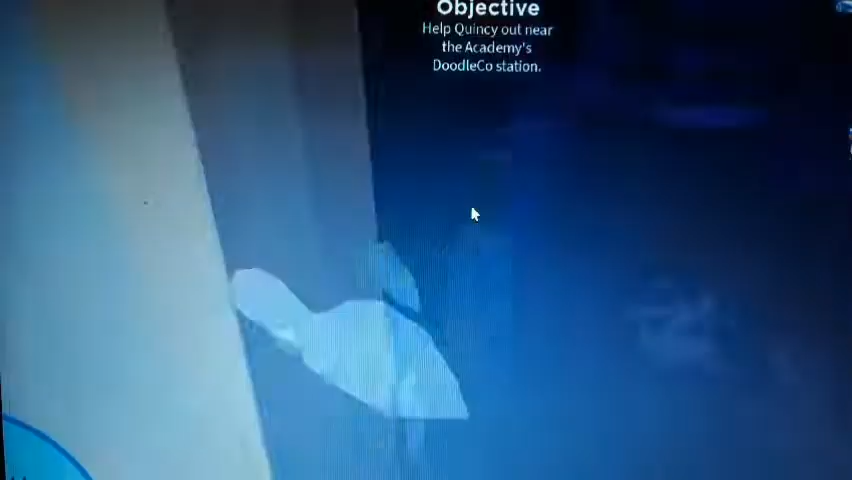 Objective
Help Quincy out near
the Academy's
DoodleCo station.